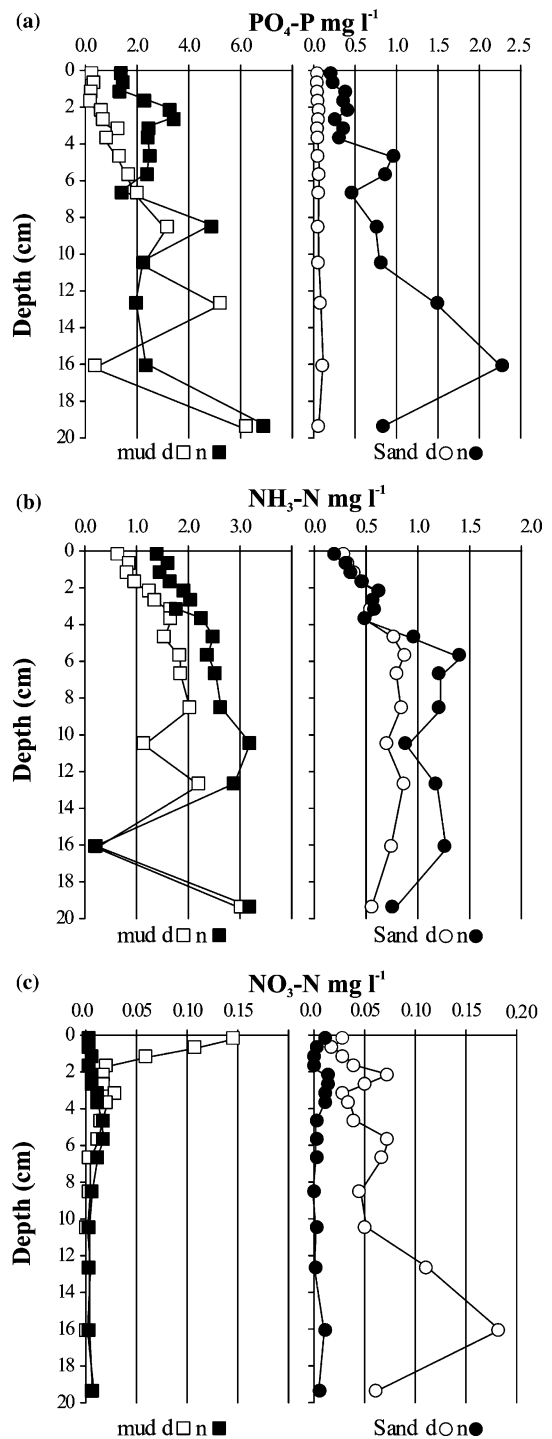 (a) PO₄-P mg l⁻¹
0.0 2.0 4.0 6.0 0.0 0.5 1.0 1.5 2.0 2.5
0
2
4
6
8
10
12
14
16
18
20
Depth (cm)
mud d□ n■ Sand d○n●
(b) NH₃-N mg l⁻¹
0.0 1.0 2.0 3.0 0.0 0.5 1.0 1.5 2.0
0
2
4
6
8
10
12
14
16
18
20
Depth (cm)
mud d□ n■ Sand d○n●
(c) NO₃-N mg l⁻¹
0.0 0.05 0.10 0.15 0.0 0.05 0.10 0.15 0.20
0
2
4
6
8
10
12
14
16
18
20
Depth (cm)
mud d□ n■ Sand d○n●